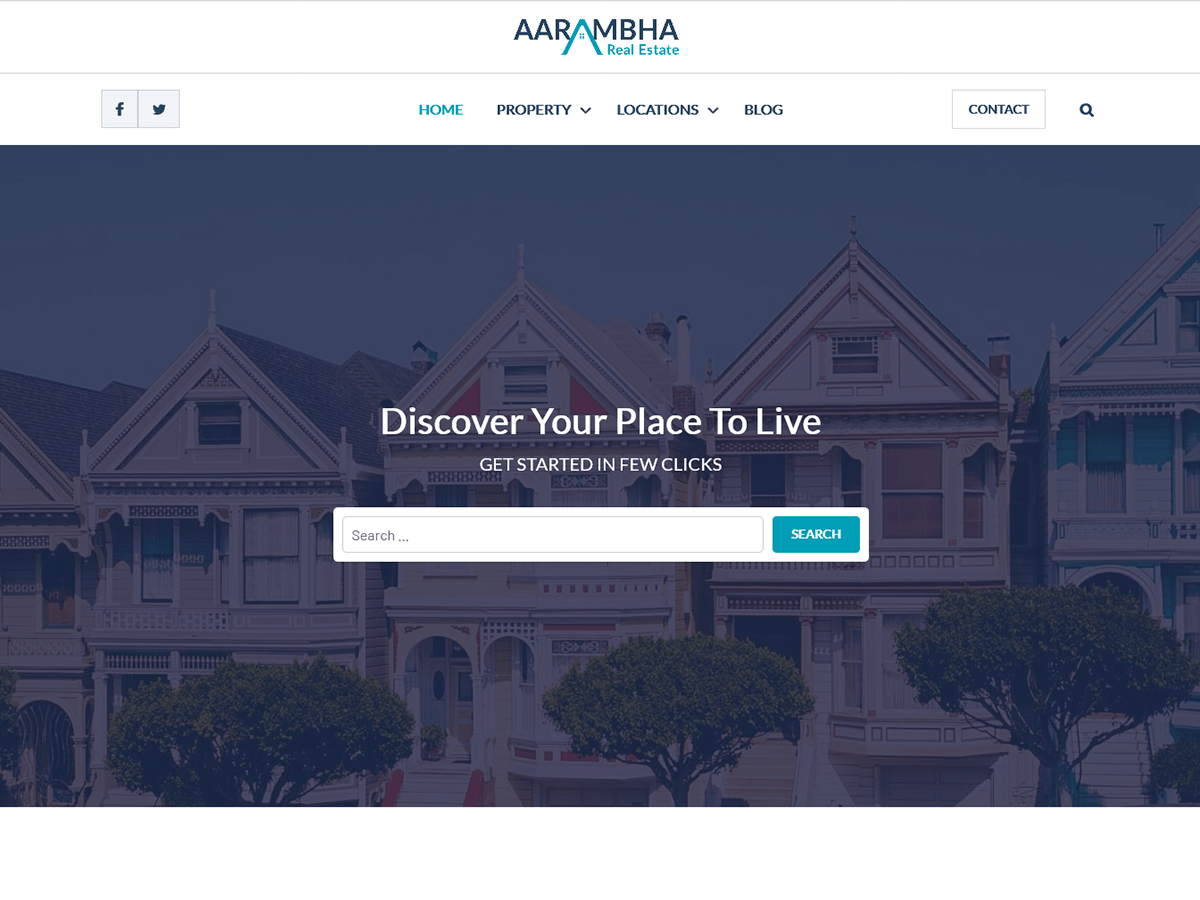 AARAMBHA
Real Estate
HOME PROPERTY LOCATIONS BLOG CONTACT
Discover Your Place To Live
GET STARTED IN FEW CLICKS
Search ... SEARCH